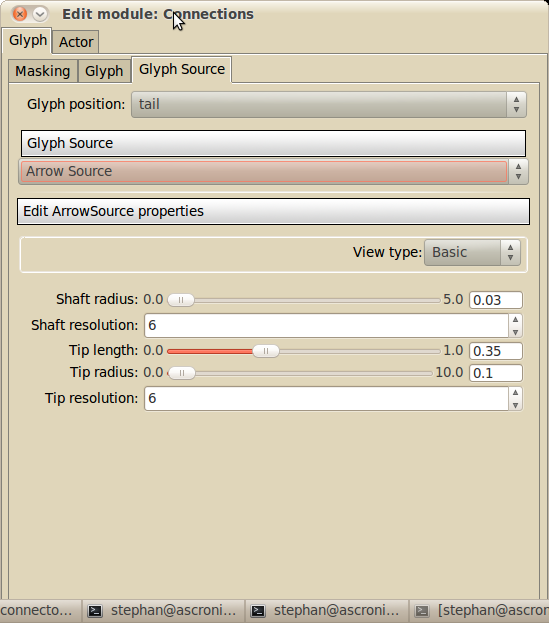 Edit module: Connections
Glyph Actor
Masking Glyph Glyph Source
Glyph position: tail
Glyph Source
Arrow Source
Edit ArrowSource properties
View type: Basic
Shaft radius: 0.0 5.0 0.03
Shaft resolution: 6
Tip length: 0.0 1.0 0.35
Tip radius: 0.0 10.0 0.1
Tip resolution: 6
connecto... stephan@ascroni... stephan@ascroni... [stephan@ascron